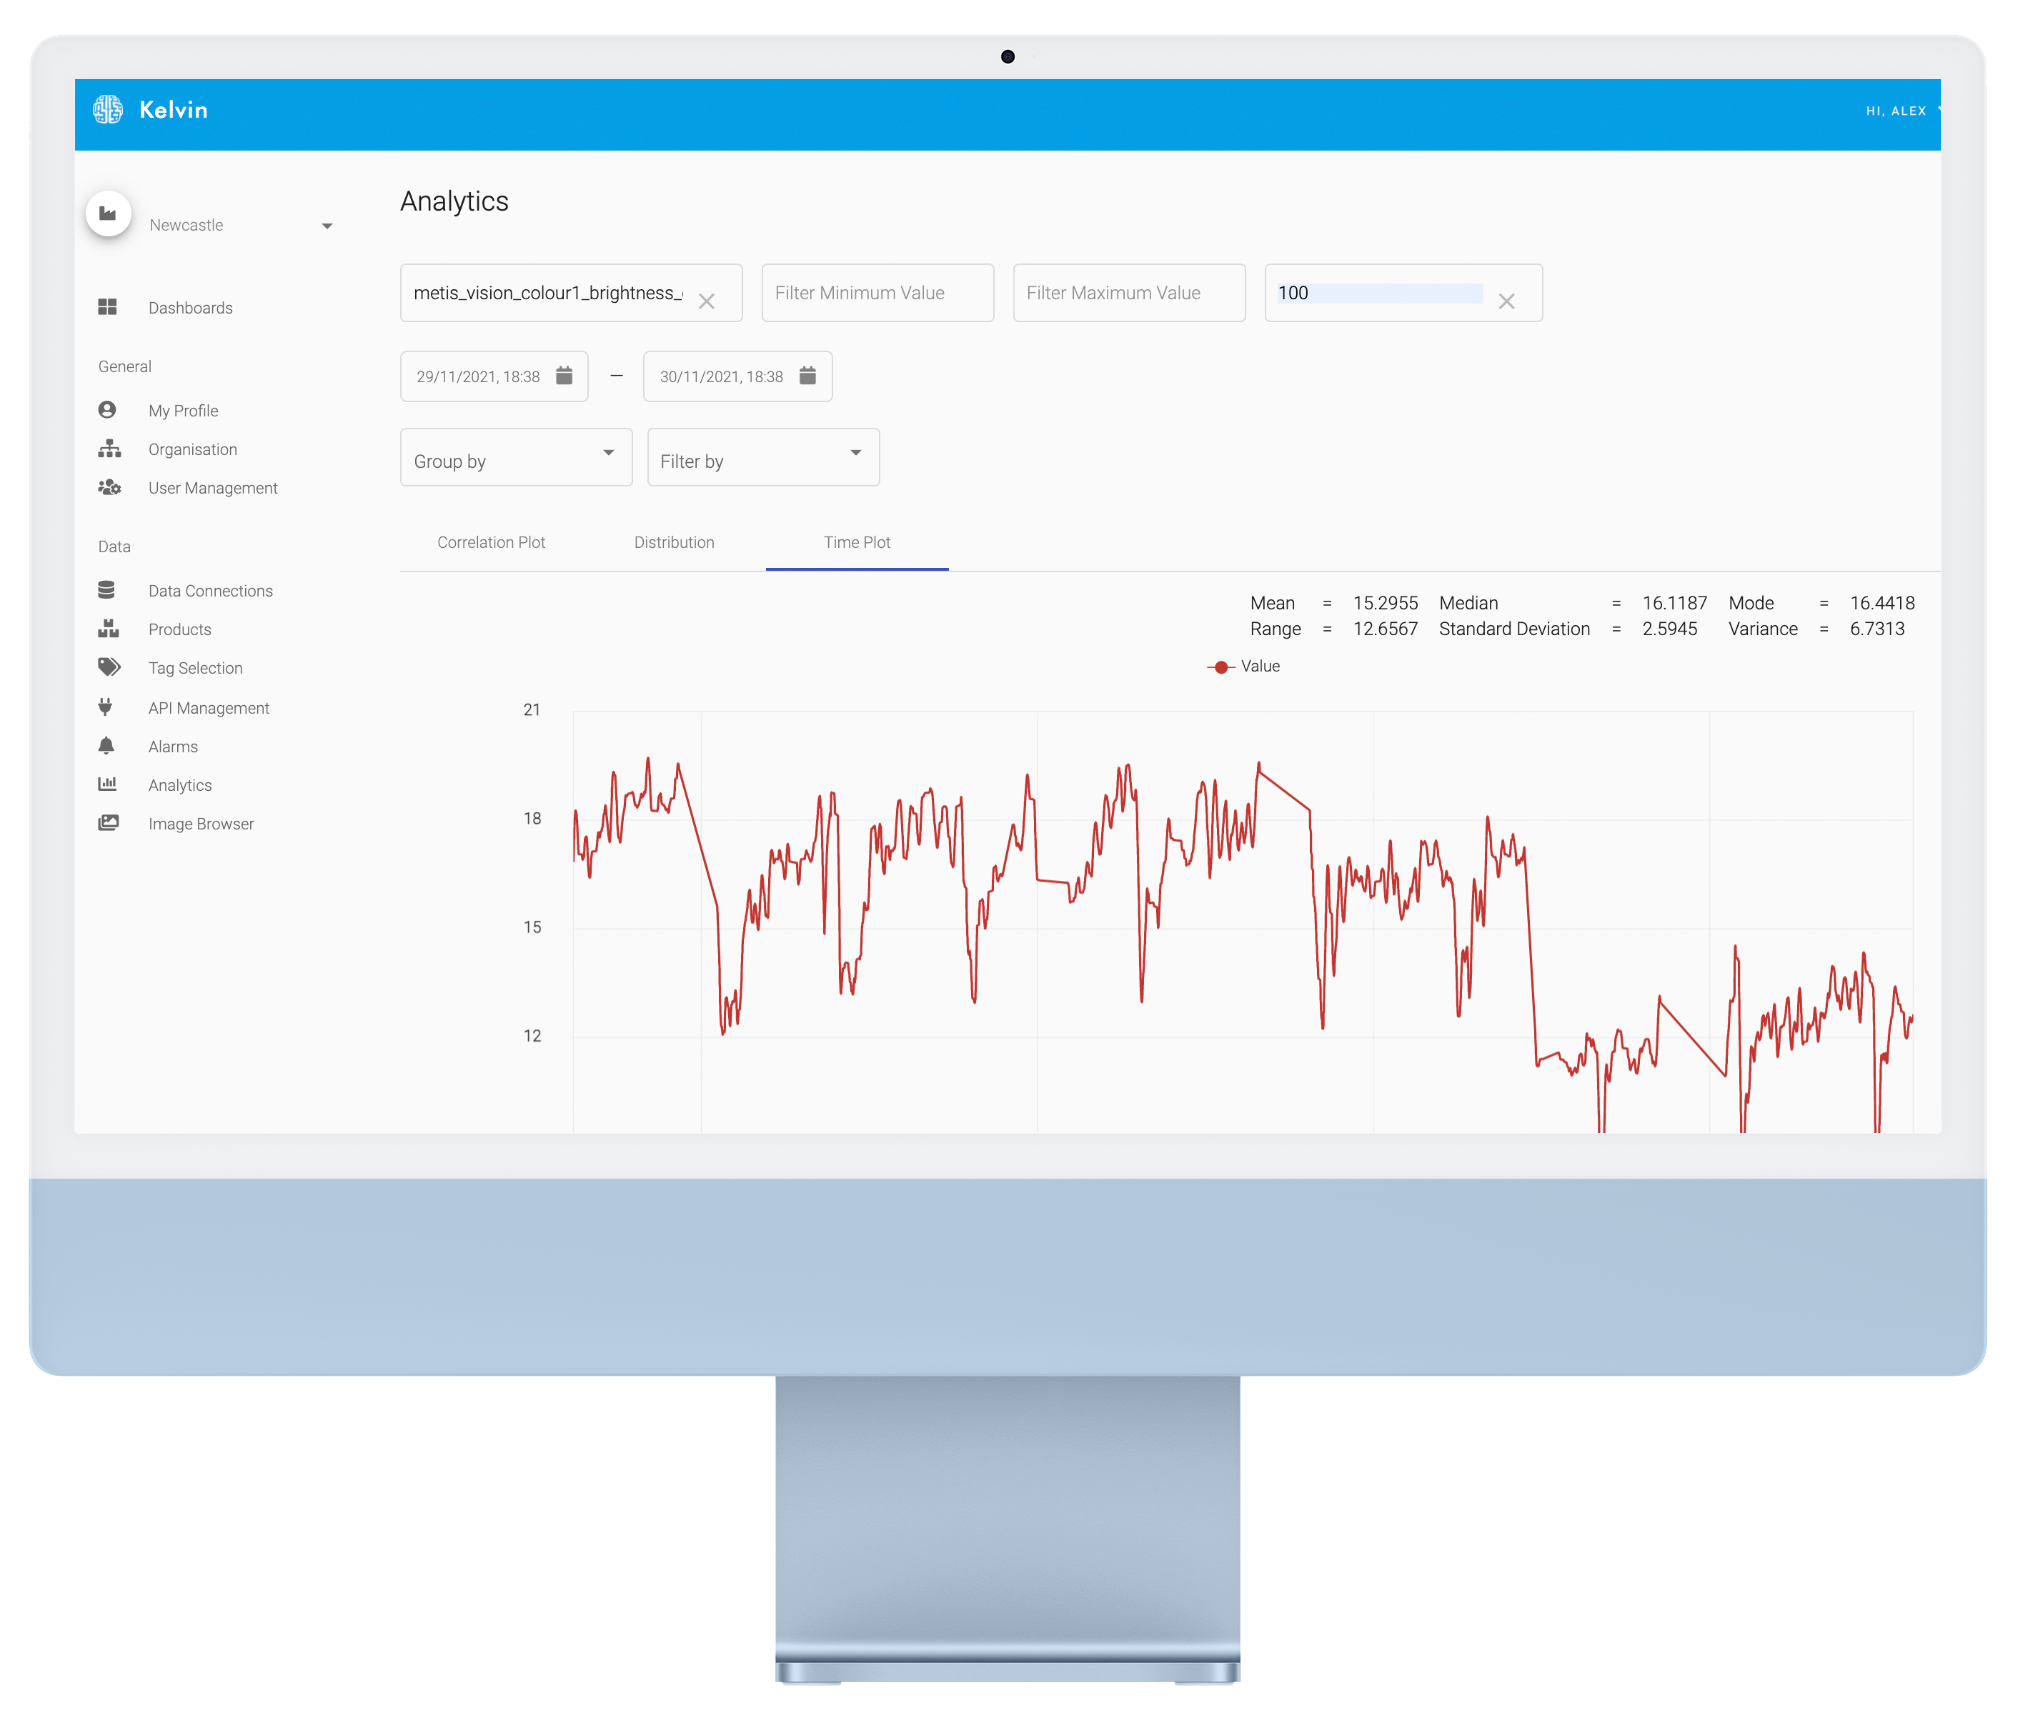 Kelvin
HI, ALEX
Newcastle
Dashboards
General
My Profile
Organisation
User Management
Data
Data Connections
Products
Tag Selection
API Management
Alarms
Analytics
Image Browser
Analytics
metis_vision_colour1_brightness_
Filter Minimum Value
Filter Maximum Value
100
29/11/2021, 18:38 — 30/11/2021, 18:38
Group by
Filter by
Correlation Plot Distribution Time Plot
Mean = 15.2955 Median = 16.1187 Mode = 16.4418
Range = 12.6567 Standard Deviation = 2.5945 Variance = 6.7313
Value
21
18
15
12